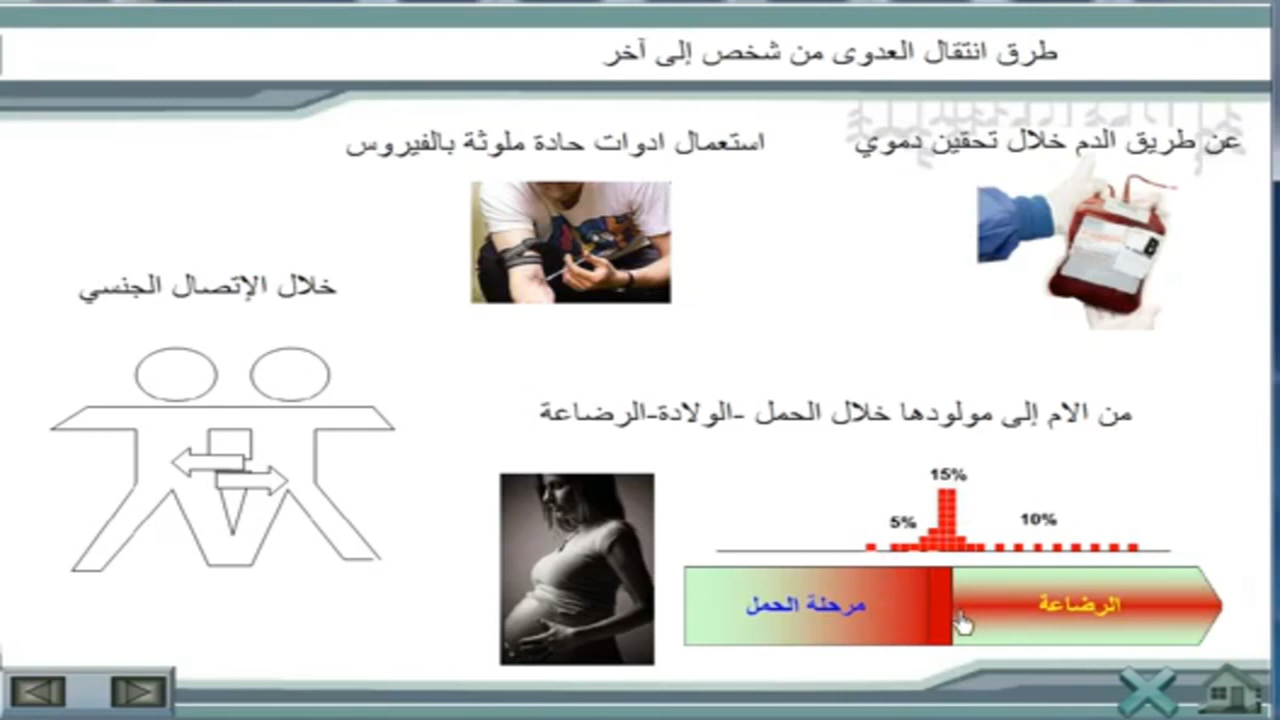 طرق انتقال العدوى من شخص إلى آخر
عن طريق الدم خلال تحقين دموي
استعمال ادوات حادة ملوثة بالفيروس
B
خلال الإتصال الجنسي
من الام إلى مولودها خلال الحمل -الولادة-الرضاعة
15%
5%
10%
مرحلة الحمل
الرضاعة